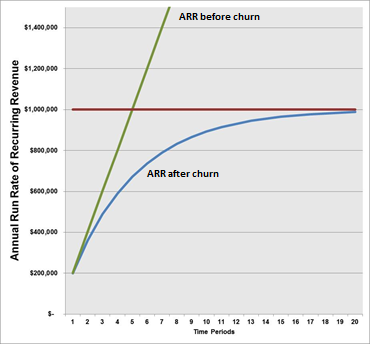 ARR before churn
$1,400,000
$1,200,000
$1,000,000
$800,000
$600,000
$400,000
$200,000
$-
Annual Run Rate of Recurring Revenue
ARR after churn
1 2 3 4 5 6 7 8 9 10 11 12 13 14 15 16 17 18 19 20
Time Periods